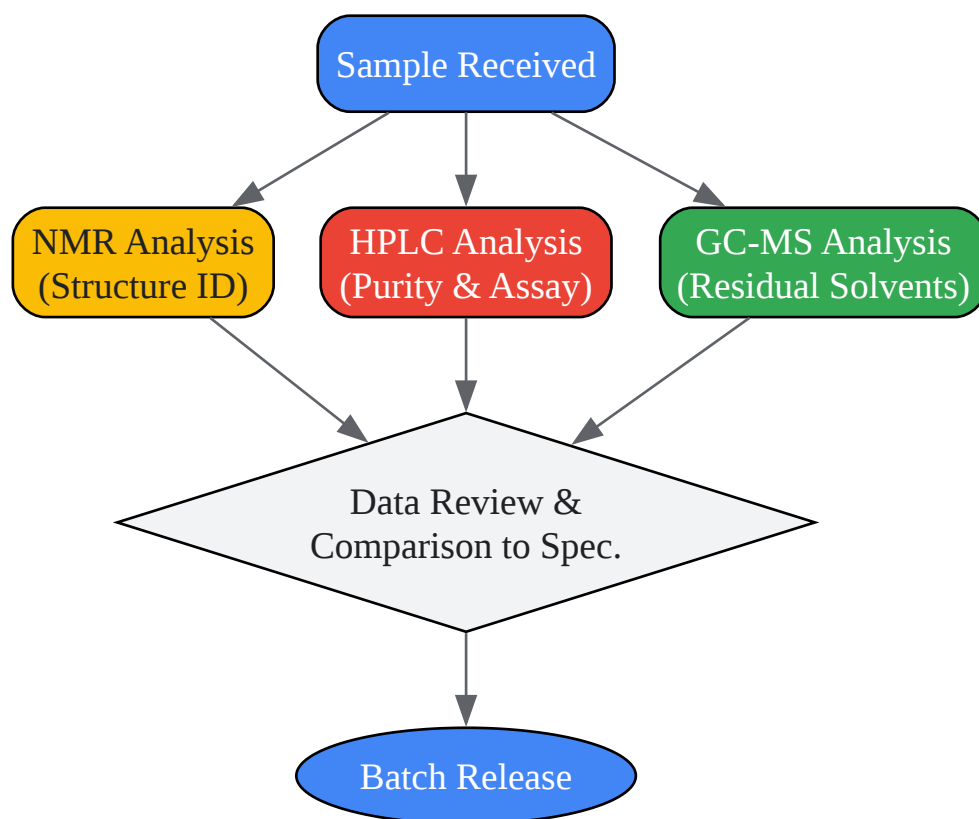 Sample Received
NMR Analysis
(Structure ID)
HPLC Analysis
(Purity & Assay)
GC-MS Analysis
(Residual Solvents)
Data Review &
Comparison to Spec.
Batch Release